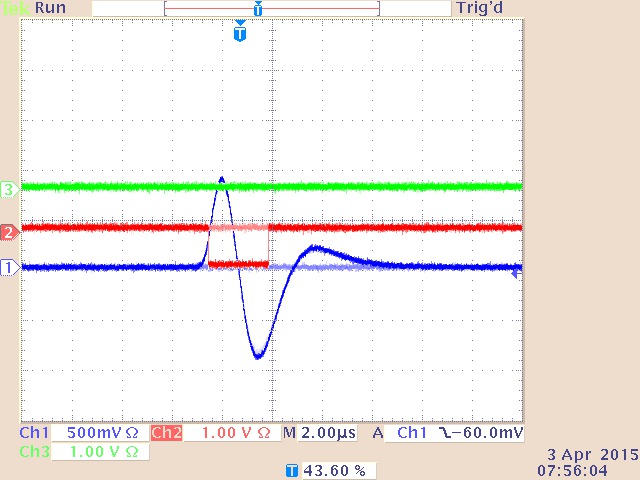 Tek Run Trig'd
T
T
3
2
1
Ch1 500mV Ω Ch2 1.00 V Ω M 2.00µs A Ch1 ꓶ −60.0mV
Ch3 1.00 V Ω
T 43.60 %
3 Apr 2015
07:56:04